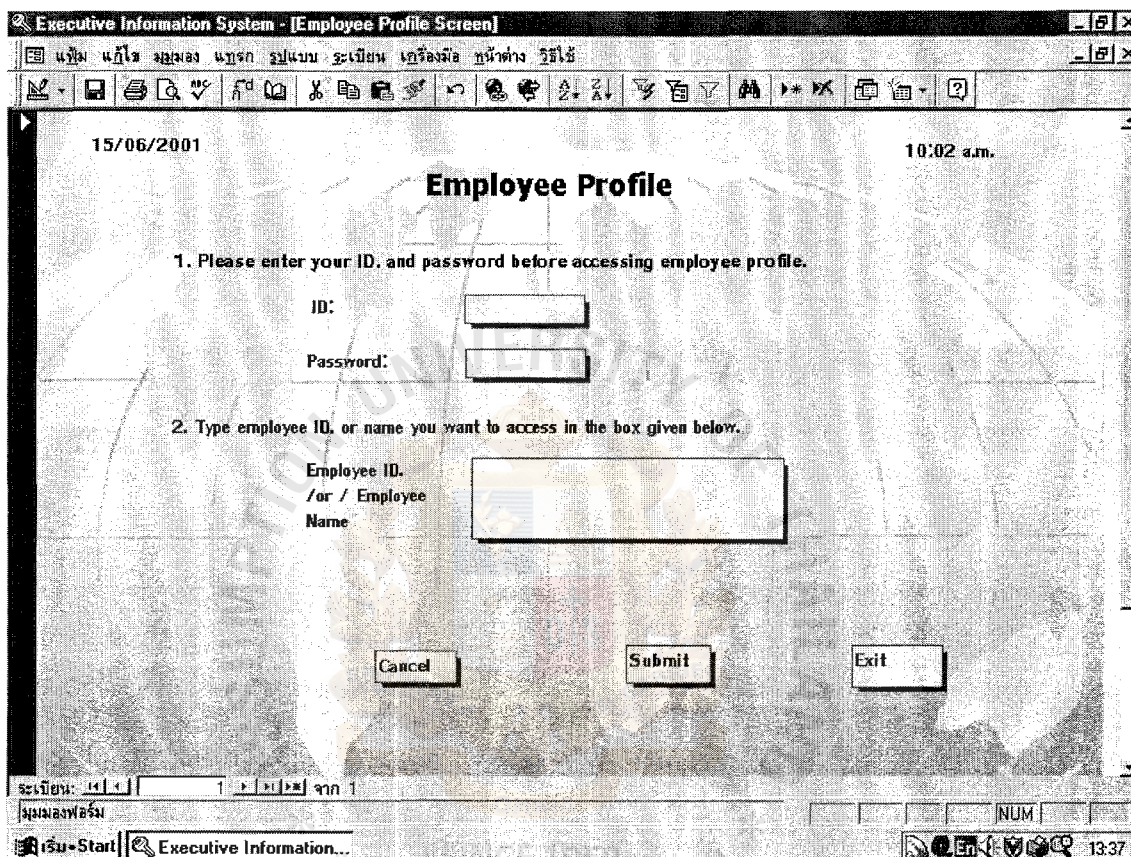 Executive Information System - [Employee Profile Screen]
แฟ้ม แก้ไข มุมมอง แทรก รูปแบบ ระเบียน เครื่องมือ หน้าต่าง วิธีใช้
15/06/2001
10:02 a.m.
Employee Profile
1. Please enter your ID. and password before accessing employee profile.
ID:
Password:
2. Type employee ID. or name you want to access in the box given below.
Employee ID.
/or / Employee
Name
Cancel
Submit
Exit
ระเบียน: 1 จาก 1
มุมมองฟอร์ม
NUM
เริ่ม-Start
Executive Information...
En
13:37